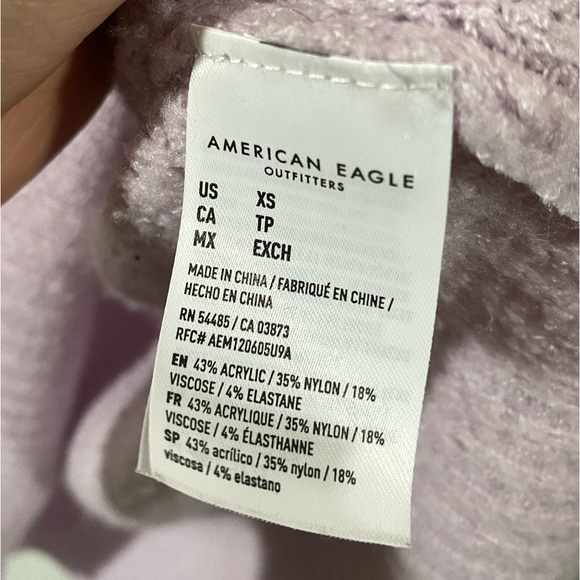 AMERICAN EAGLE
OUTFITTERS
US XS
CA TP
MX EXCH
MADE IN CHINA / FABRIQUÉ EN CHINE /
HECHO EN CHINA
RN 54485 / CA 03873
RFC# AEM120605U9A
EN 43% ACRYLIC / 35% NYLON / 18%
VISCOSE / 4% ELASTANE
FR 43% ACRYLIQUE / 35% NYLON / 18%
VISCOSE / 4% ÉLASTHANNE
SP 43% acrílico / 35% nylon / 18%
viscosa / 4% elastano